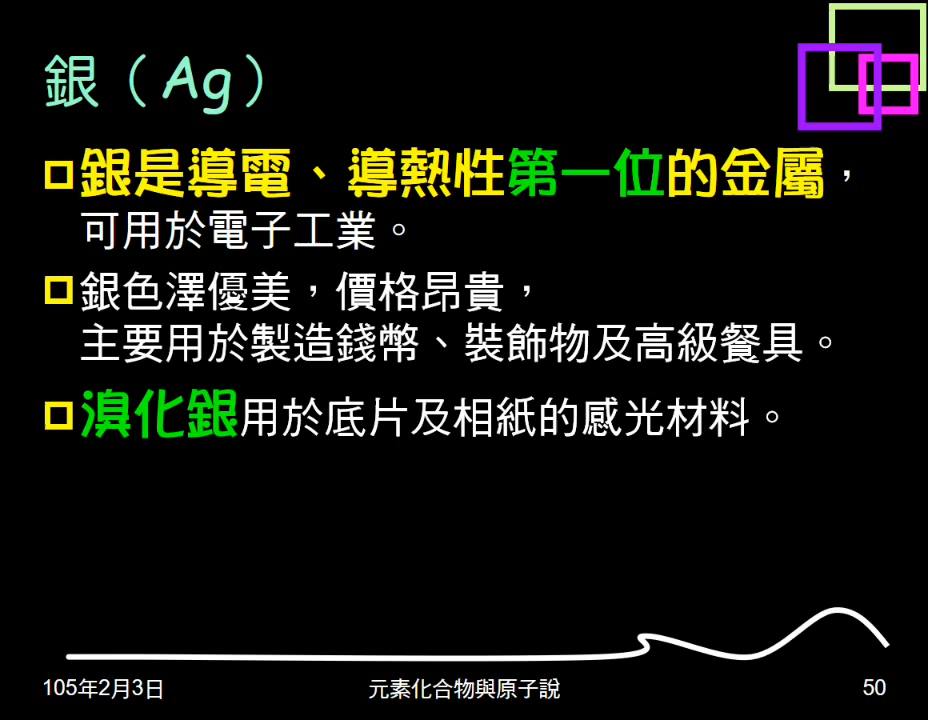 銀（Ag）
銀是導電、導熱性第一位的金屬，
可用於電子工業。
銀色澤優美，價格昂貴，
主要用於製造錢幣、裝飾物及高級餐具。
溴化銀用於底片及相紙的感光材料。
105年2月3日
元素化合物與原子說
50